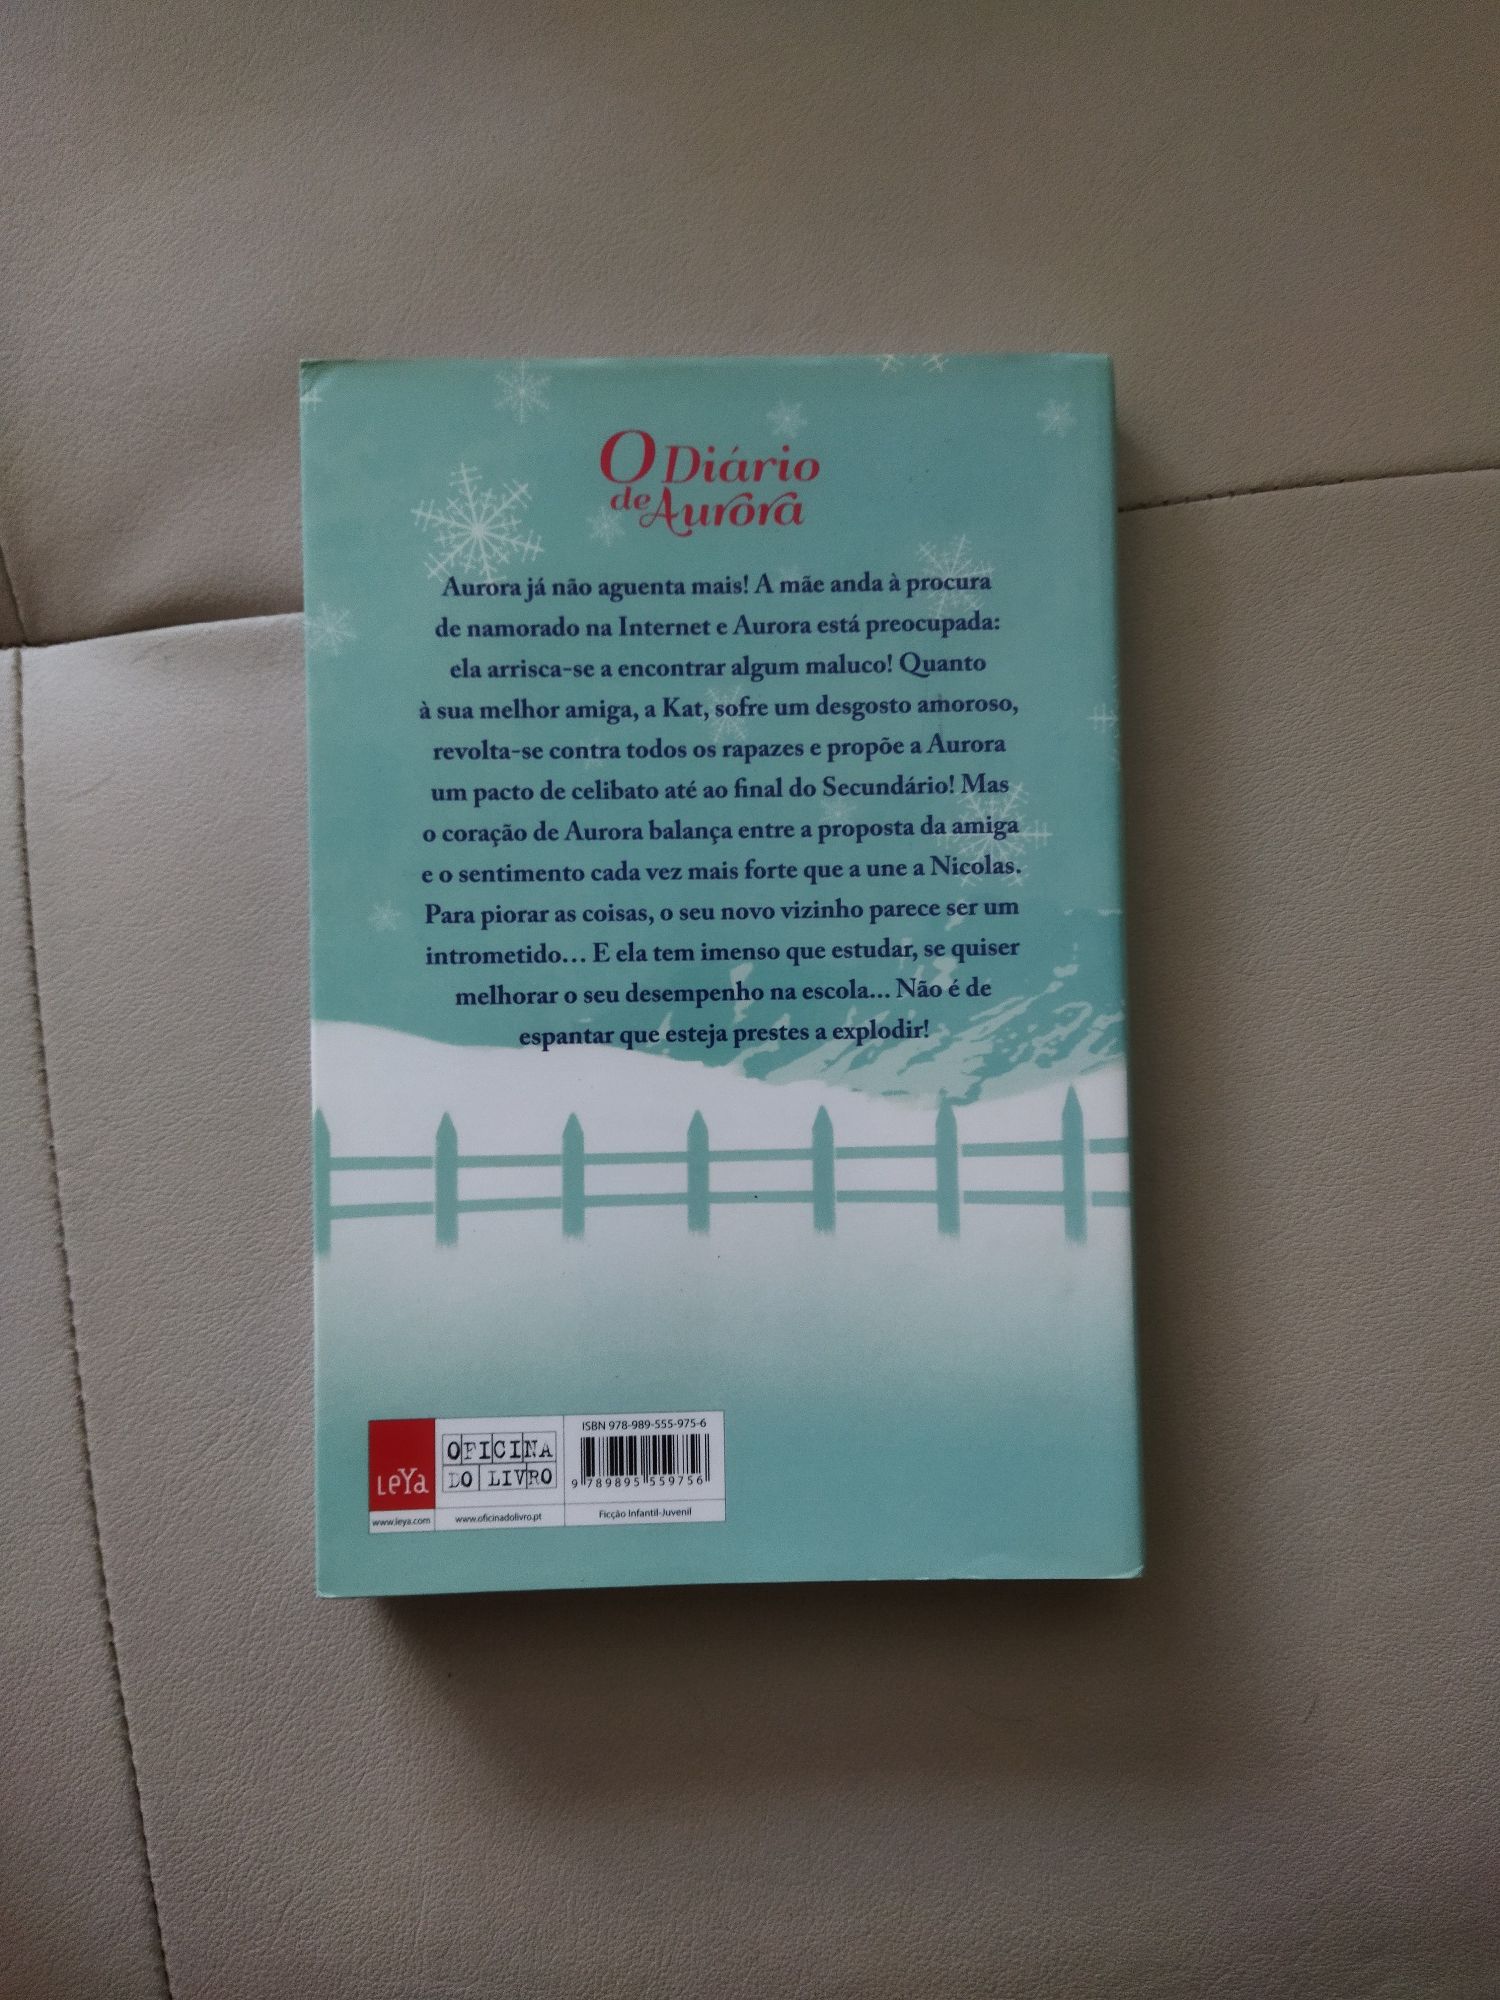 O Diário
de Aurora
Aurora já não aguenta mais! A mãe anda à procura
de namorado na Internet e Aurora está preocupada:
ela arrisca-se a encontrar algum maluco! Quanto
à sua melhor amiga, a Kat, sofre um desgosto amoroso,
revolta-se contra todos os rapazes e propõe a Aurora
um pacto de celibato até ao final do Secundário! Mas
o coração de Aurora balança entre a proposta da amiga
e o sentimento cada vez mais forte que a une a Nicolas.
Para piorar as coisas, o seu novo vizinho parece ser um
intrometido... E ela tem imenso que estudar, se quiser
melhorar o seu desempenho na escola... Não é de
espantar que esteja prestes a explodir!
LeYa
www.leya.com
OFICINA
DO LIVRO
www.oficinadolivro.pt
ISBN 978-989-555-975-6
9 789895 559756
Ficção Infantil-Juvenil